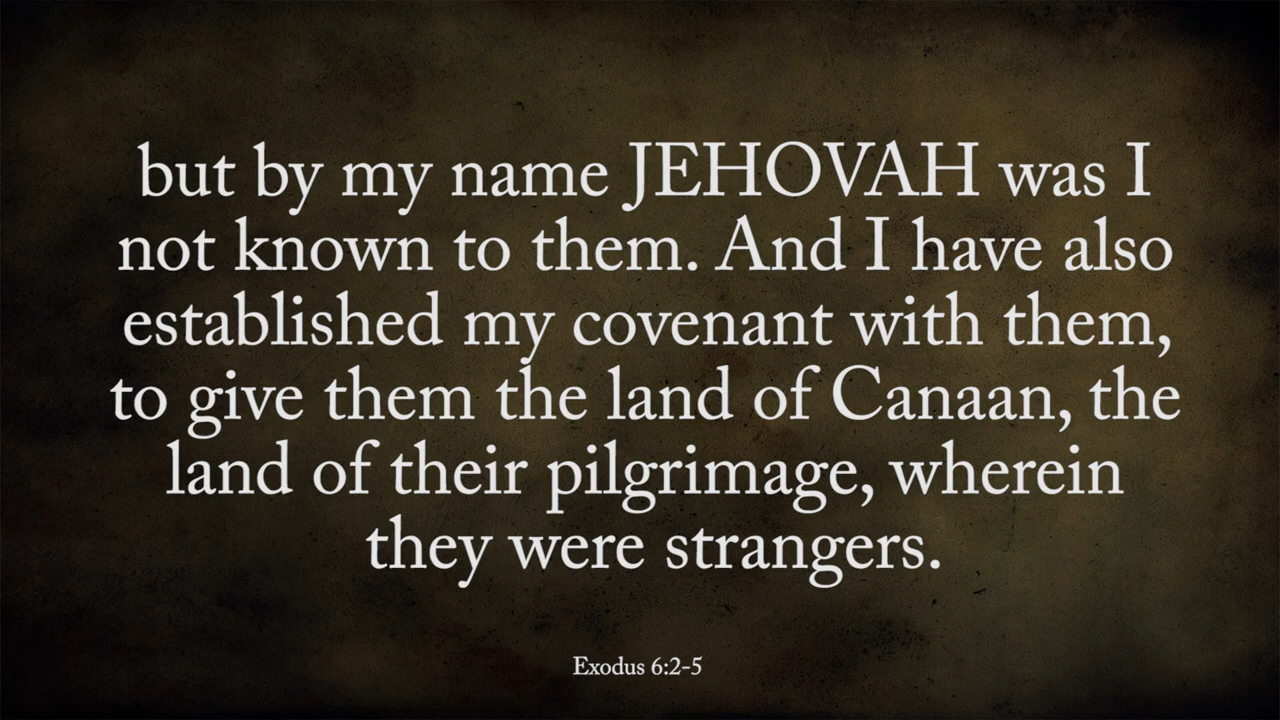 but by my name JEHOVAH was I
not known to them. And I have also
established my covenant with them,
to give them the land of Canaan, the
land of their pilgrimage, wherein
they were strangers.
Exodus 6:2-5